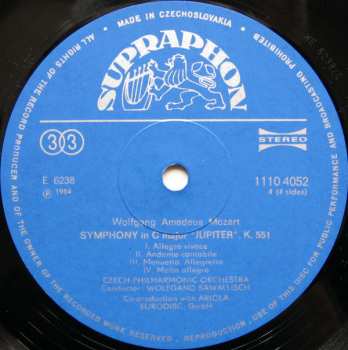 MADE IN CZECHOSLOVAKIA
SUPRAPHON
ALL RIGHTS OF THE RECORD PRODUCER AND OF THE OWNER OF THE RECORDED WORK RESERVED. REPRODUCTION, USE OF THIS RECORD FOR PUBLIC PERFORMANCE AND BROADCASTING PROHIBITED
33
STEREO
E 6238
1110 4052
℗ 1984
4 (4 sides)
Wolfgang Amadeus Mozart
SYMPHONY in C major "JUPITER", K. 551
I. Allegro vivace
II. Andante cantabile
III. Menuetto. Allegretto
IV. Molto allegro
CZECH PHILHARMONIC ORCHESTRA
Conductor: WOLFGANG SAWALLISCH
Co-production with ARIOLA
EURODISC, GmbH